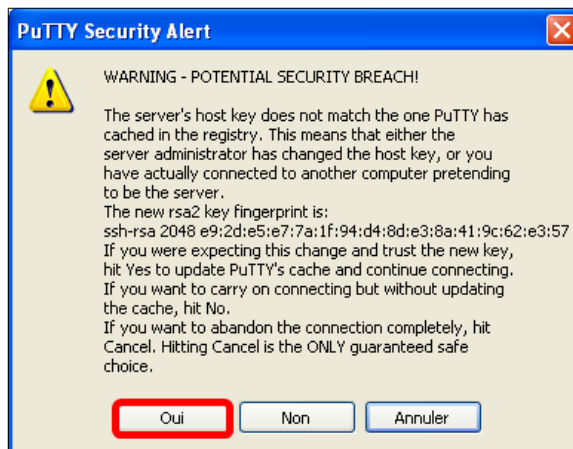 PuTTY Security Alert
WARNING - POTENTIAL SECURITY BREACH!
The server's host key does not match the one PuTTY has
cached in the registry. This means that either the
server administrator has changed the host key, or you
have actually connected to another computer pretending
to be the server.
The new rsa2 key fingerprint is:
ssh-rsa 2048 e9:2d:e5:e7:7a:1f:94:d4:8d:e3:8a:41:9c:62:e3:57
If you were expecting this change and trust the new key,
hit Yes to update PuTTY's cache and continue connecting.
If you want to carry on connecting but without updating
the cache, hit No.
If you want to abandon the connection completely, hit
Cancel. Hitting Cancel is the ONLY guaranteed safe
choice.
Oui
Non
Annuler